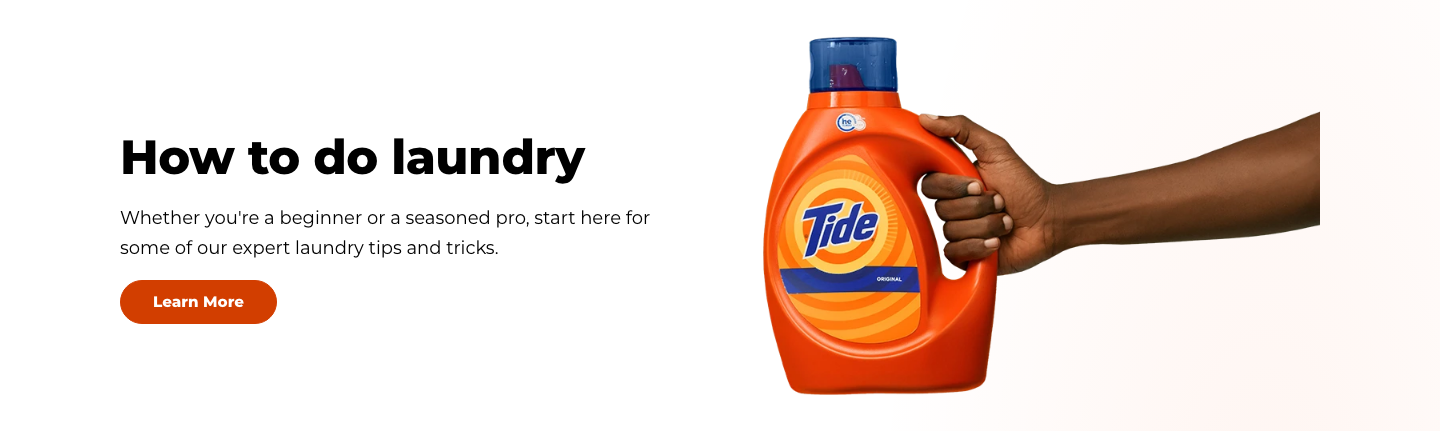 How to do laundry
Whether you're a beginner or a seasoned pro, start here for
some of our expert laundry tips and tricks.
Learn More
he
Tide
ORIGINAL